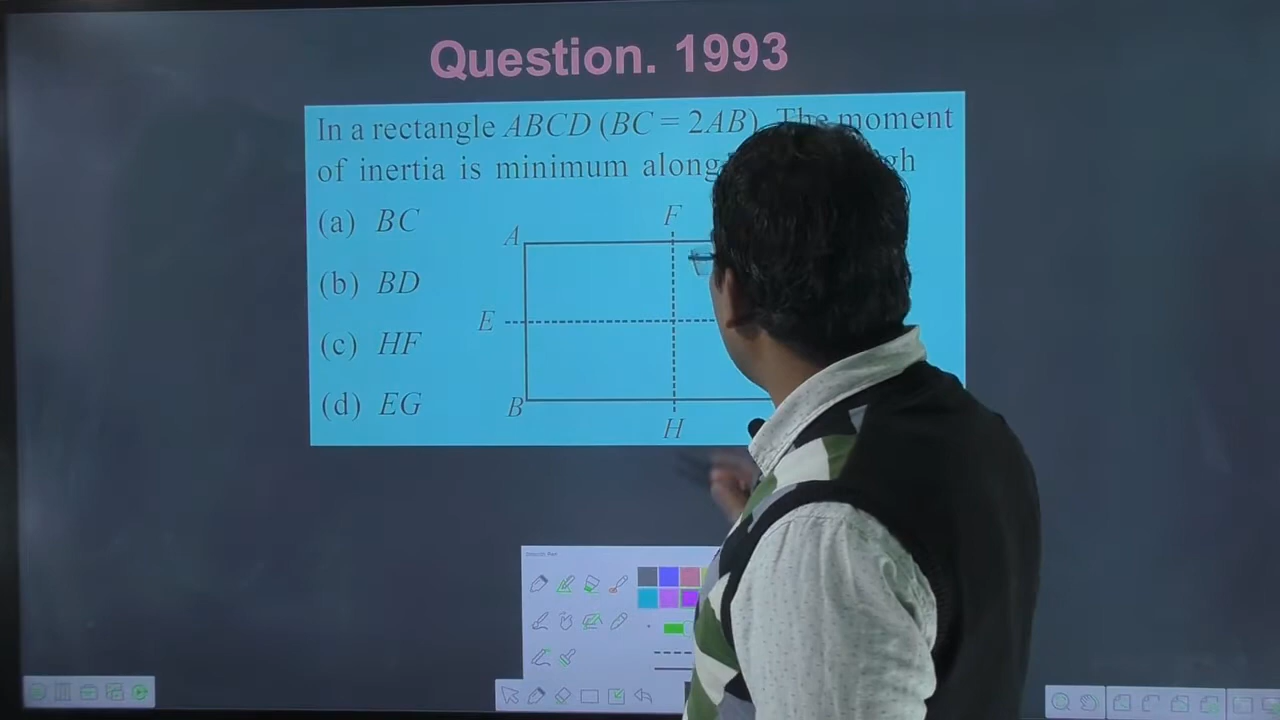 Question. 1993
In a rectangle ABCD (BC = 2AB). The moment
of inertia is minimum along
(a) BC
(b) BD
(c) HF
(d) EG
F
A
E
B
H